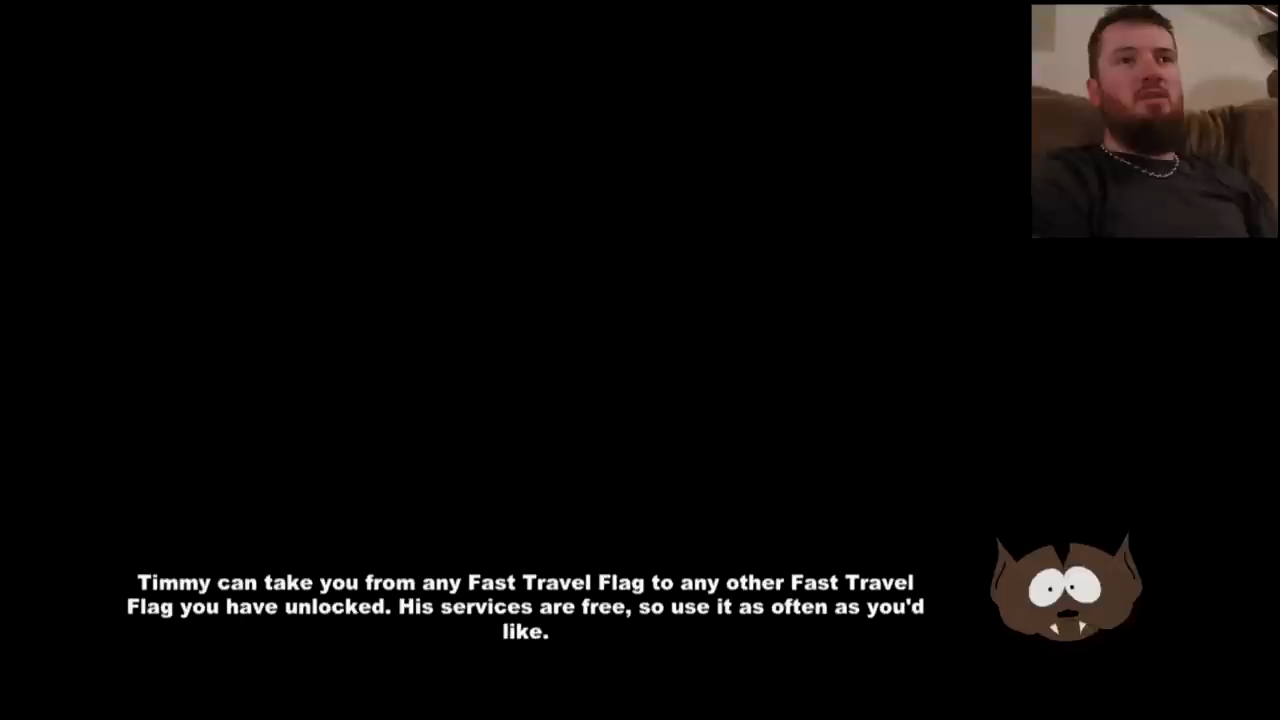 Timmy can take you from any Fast Travel Flag to any other Fast Travel
Flag you have unlocked. His services are free, so use it as often as you'd
like.